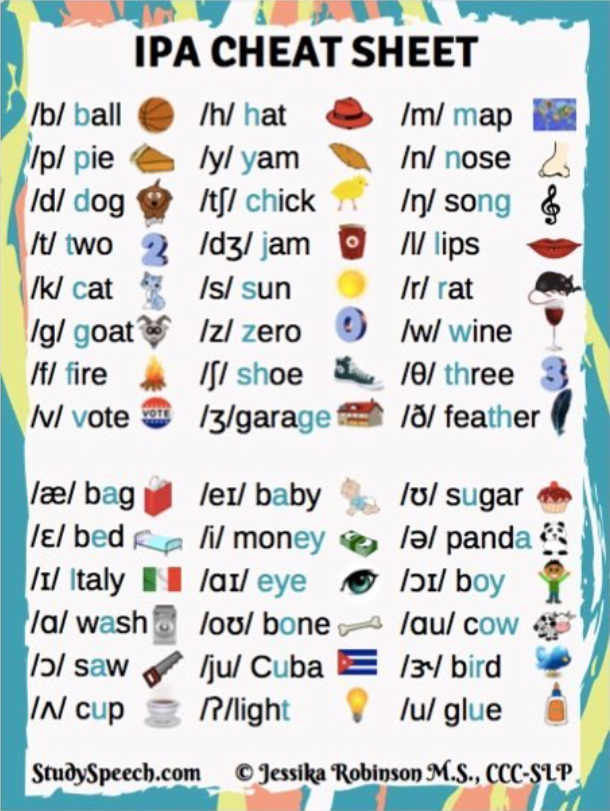 IPA CHEAT SHEET
/b/ ball /h/ hat /m/ map
/p/ pie /y/ yam /n/ nose
/d/ dog /tʃ/ chick /ŋ/ song
/t/ two 2 /dʒ/ jam /l/ lips
/k/ cat /s/ sun /r/ rat
/g/ goat /z/ zero 0 /w/ wine
/f/ fire /ʃ/ shoe /θ/ three 3
/v/ vote VOTE /ʒ/garage /ð/ feather
/æ/ bag /eɪ/ baby /ʊ/ sugar
/ɛ/ bed /i/ money /ə/ panda
/ɪ/ Italy /ɑɪ/ eye /ɔɪ/ boy
/ɑ/ wash /oʊ/ bone /ɑu/ cow
/ɔ/ saw /ju/ Cuba /ɝ/ bird
/ʌ/ cup /ʔ/light /u/ glue
StudySpeech.com © Jessika Robinson M.S., CCC-SLP